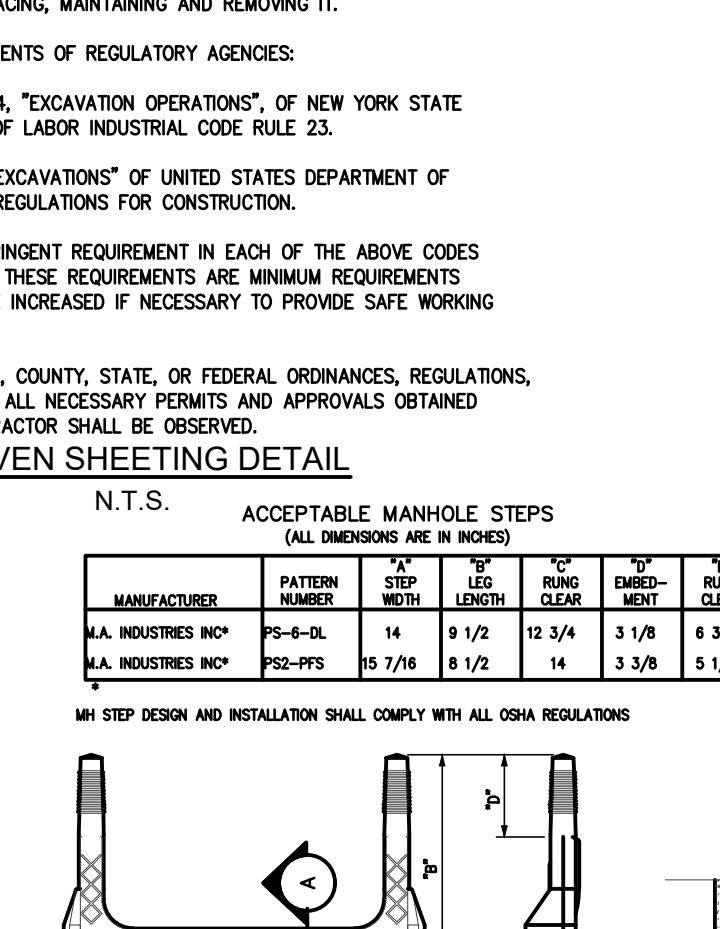 MAINTAINING AND REMOVING IT.
OF REGULATORY AGENCIES:
"EXCAVATION OPERATIONS", OF NEW YORK STATE
OF LABOR INDUSTRIAL CODE RULE 23.
EXCAVATIONS" OF UNITED STATES DEPARTMENT OF
REGULATIONS FOR CONSTRUCTION.
REQUIREMENT IN EACH OF THE ABOVE CODES
THESE REQUIREMENTS ARE MINIMUM REQUIREMENTS
INCREASED IF NECESSARY TO PROVIDE SAFE WORKING
, COUNTY, STATE, OR FEDERAL ORDINANCES, REGULATIONS,
ALL NECESSARY PERMITS AND APPROVALS OBTAINED
SHALL BE OBSERVED.
SHEETING DETAIL
N.T.S.
ACCEPTABLE MANHOLE STEPS
(ALL DIMENSIONS ARE IN INCHES)
MANUFACTURER PATTERN NUMBER "A" STEP WIDTH "B" LEG LENGTH "C" RUNG CLEAR "D" EMBED-MENT
M.A. INDUSTRIES INC* PS-6-DL 14 9 1/2 12 3/4 3 1/8 6
M.A. INDUSTRIES INC* PS2-PFS 15 7/16 8 1/2 14 3 3/8 5
*
MH STEP DESIGN AND INSTALLATION SHALL COMPLY WITH ALL OSHA REGULATIONS
"D"
"B"
A